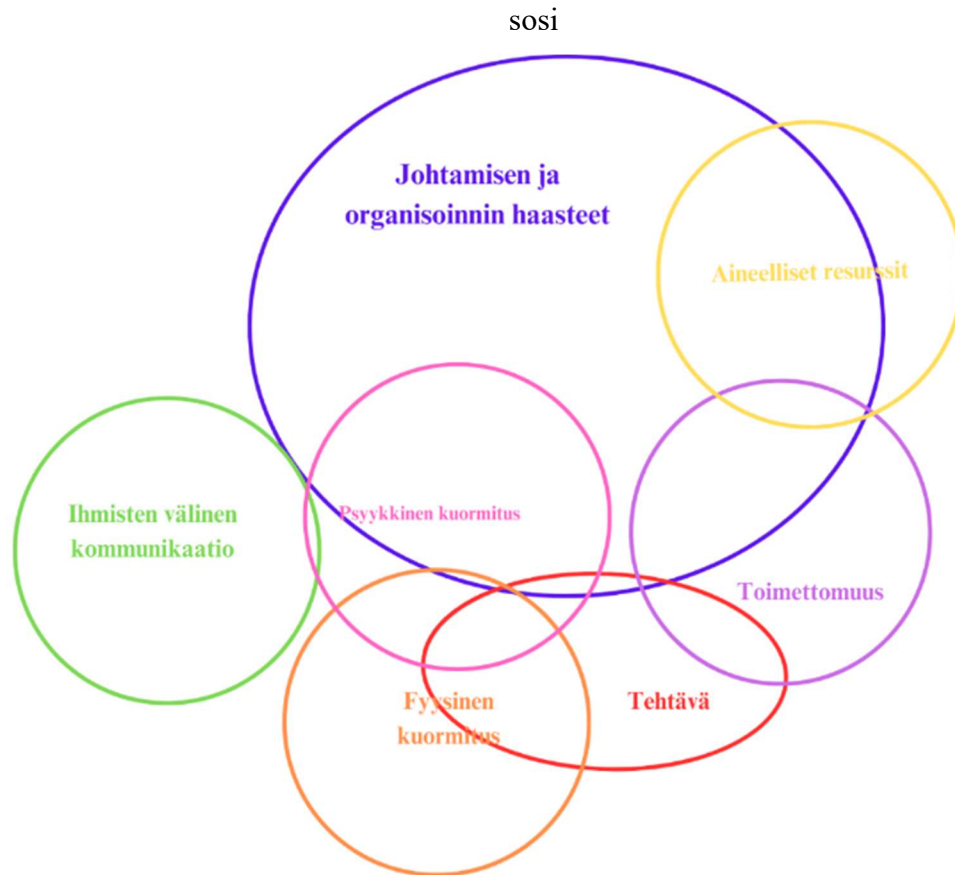 sosi
Johtamisen ja
organisoinnin haasteet
Aineelliset resurssit
Ihmisten välinen
kommunikaatio
Psyykkinen kuormitus
Toimettomuus
Fyysinen
kuormitus
Tehtävä